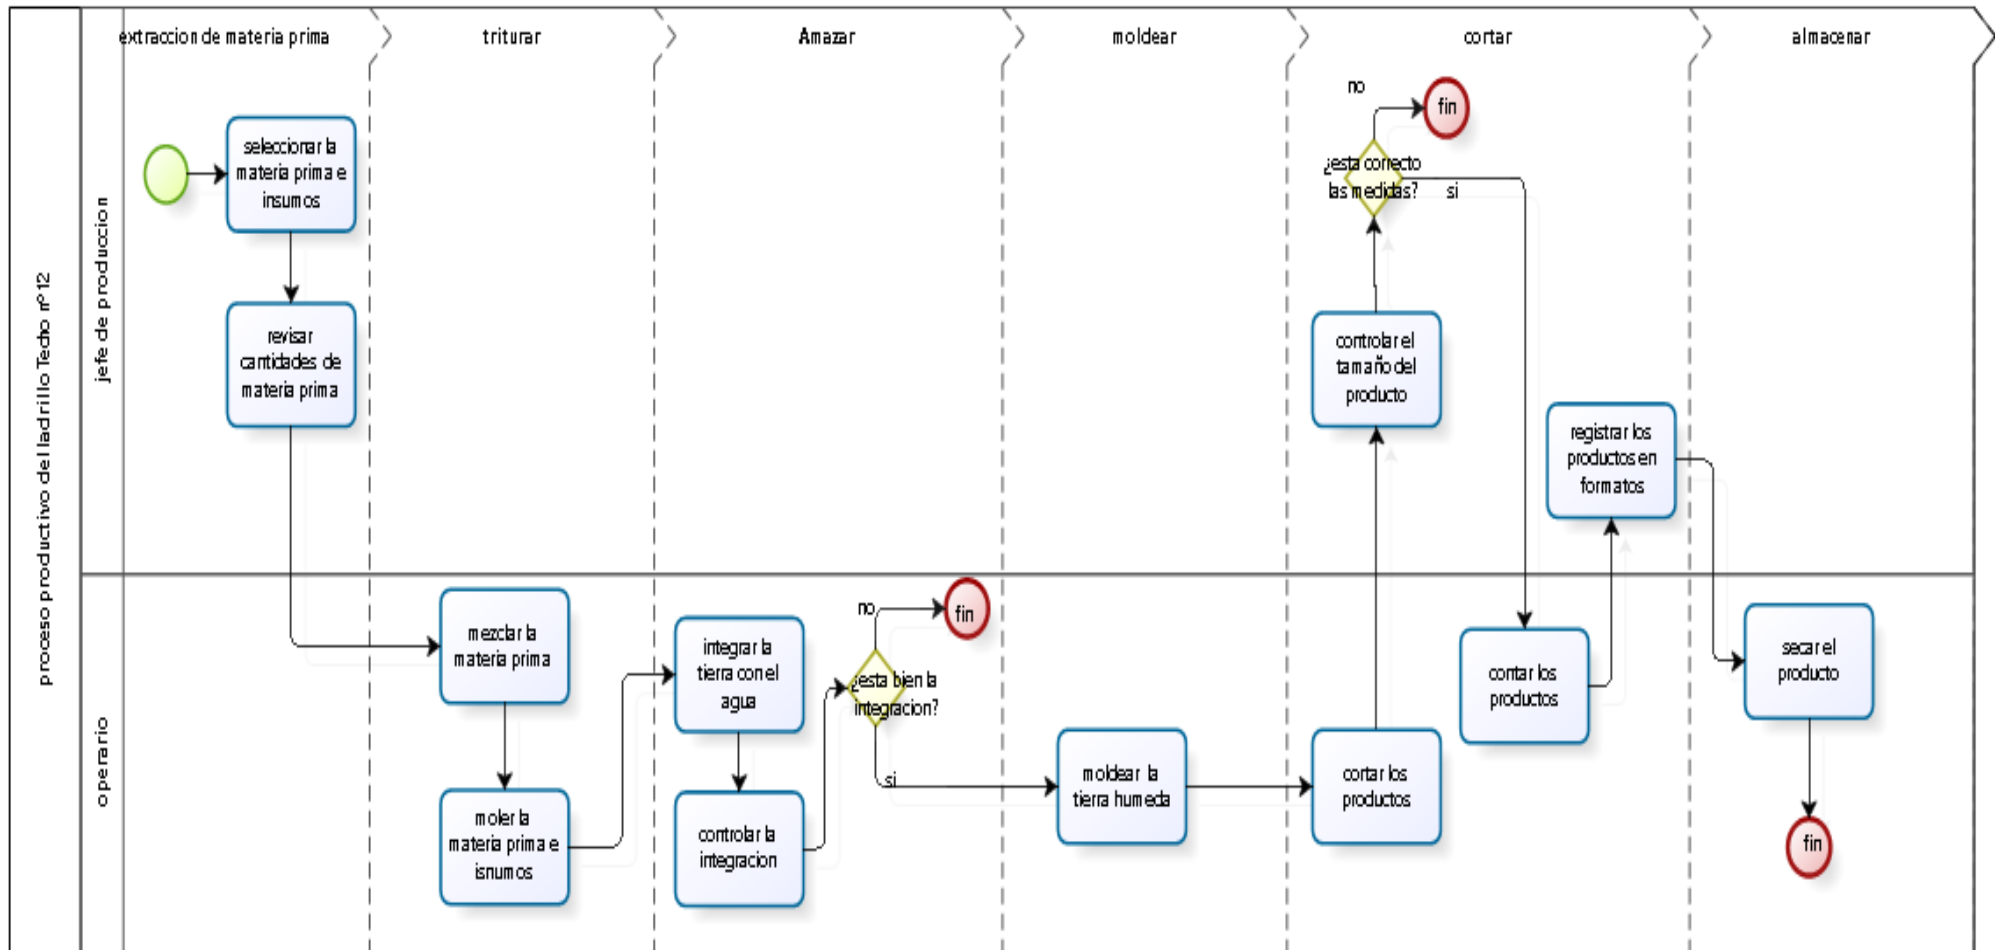 extraccion de materia prima
triturar
Amazar
moldear
cortar
almacenar
proceso productivo del ladrillo Techo nº 12
jefe de produccion
operario
seleccionar la
materia prima e
insumos
revisar
cantidades de
materia prima
mezclar la
materia prima
moler la
materia prima e
isnumos
integrar la
tierra con el
agua
controlar la
integracion
¿esta bien la
integracion?
no
fin
si
moldear la
tierra humeda
cortar los
productos
controlar el
tamaño del
producto
¿esta correcto
las medidas?
no
fin
si
contar los
productos
registrar los
productos en
formatos
secar el
producto
fin